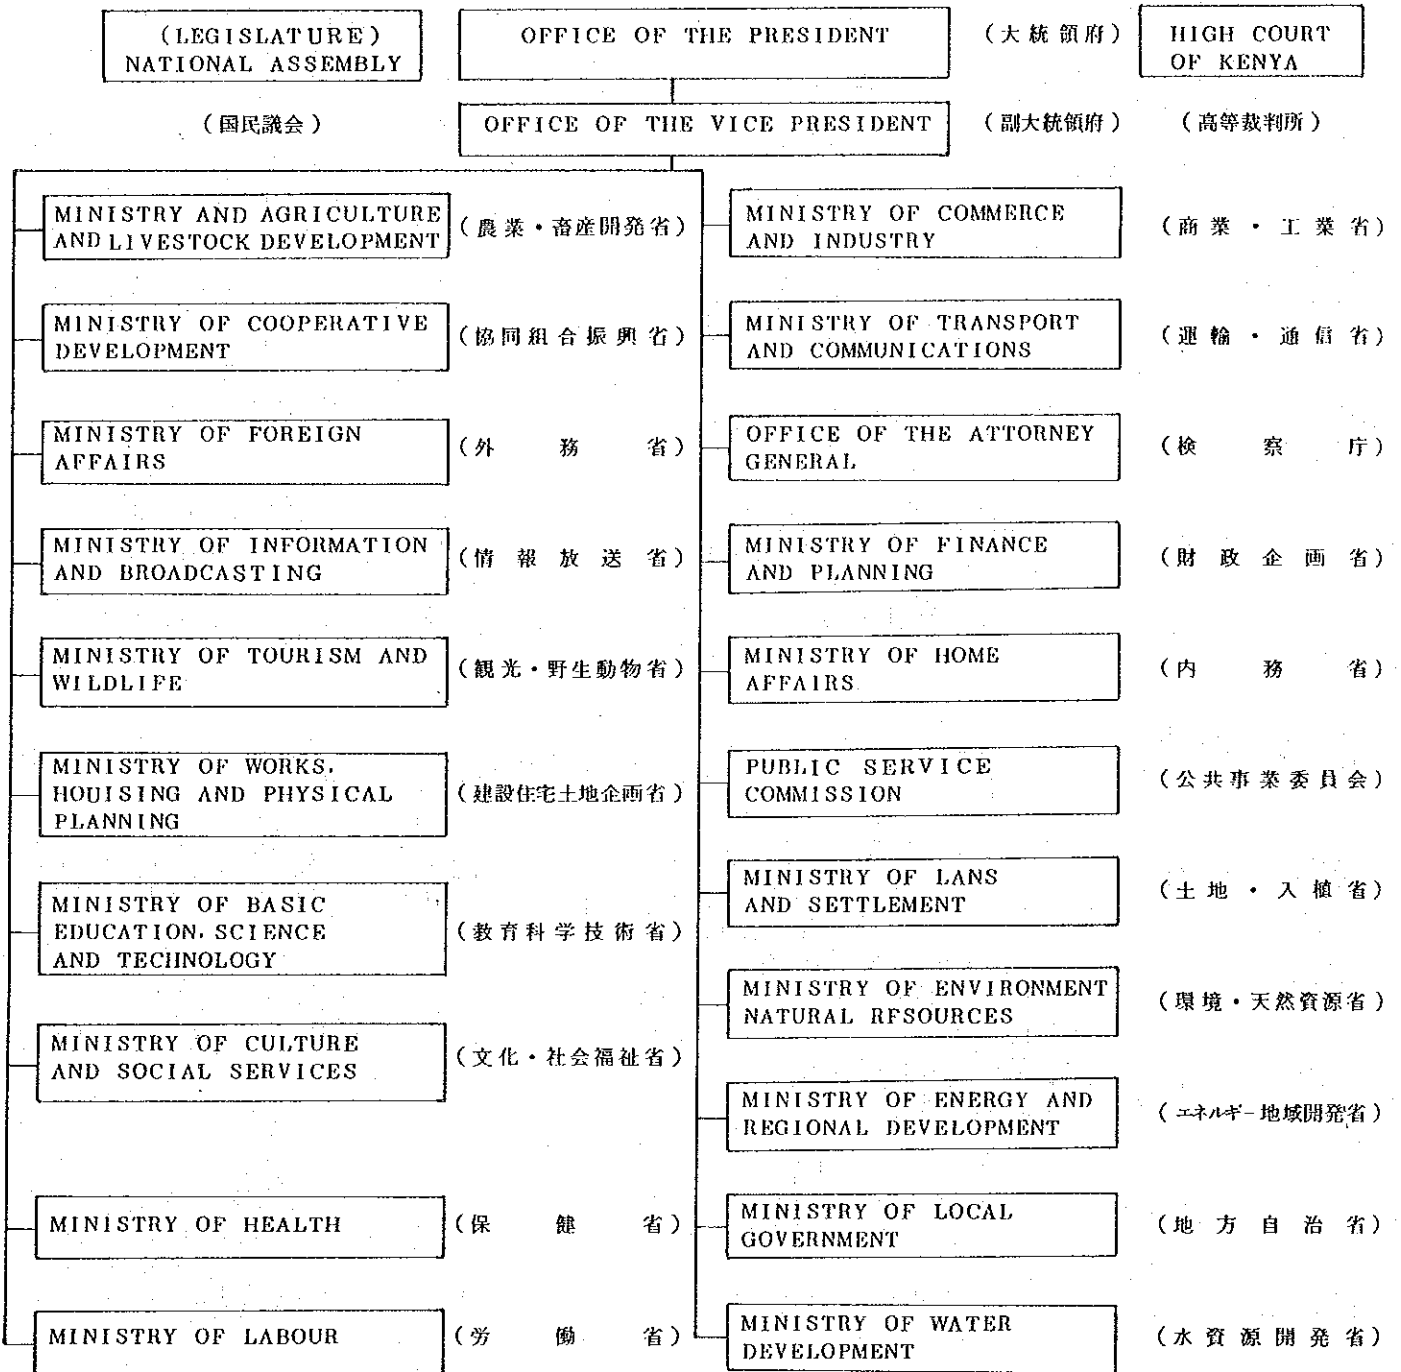 (LEGISLATURE)
NATIONAL ASSEMBLY
OFFICE OF THE PRESIDENT
(大統領府)
HIGH COURT
OF KENYA
(国民議会)
OFFICE OF THE VICE PRESIDENT
(副大統領府)
(高等裁判所)
MINISTRY AND AGRICULTURE
AND LIVESTOCK DEVELOPMENT
(農業・畜産開発省)
MINISTRY OF COOPERATIVE
DEVELOPMENT
(協同組合振興省)
MINISTRY OF FOREIGN
AFFAIRS
(外務省)
MINISTRY OF INFORMATION
AND BROADCASTING
(情報放送省)
MINISTRY OF TOURISM AND
WILDLIFE
(観光・野生動物省)
MINISTRY OF WORKS,
HOUISING AND PHYSICAL
PLANNING
(建設住宅土地企画省)
MINISTRY OF BASIC
EDUCATION, SCIENCE
AND TECHNOLOGY
(教育科学技術省)
MINISTRY OF CULTURE
AND SOCIAL SERVICES
(文化・社会福祉省)
MINISTRY OF HEALTH
(保健省)
MINISTRY OF LABOUR
(労働省)
MINISTRY OF COMMERCE
AND INDUSTRY
(商業・工業省)
MINISTRY OF TRANSPORT
AND COMMUNICATIONS
(運輸・通信省)
OFFICE OF THE ATTORNEY
GENERAL
(検察庁)
MINISTRY OF FINANCE
AND PLANNING
(財政企画省)
MINISTRY OF HOME
AFFAIRS
(内務省)
PUBLIC SERVICE
COMMISSION
(公共事業委員会)
MINISTRY OF LANS
AND SETTLEMENT
(土地・入植省)
MINISTRY OF ENVIRONMENT
NATURAL RFSOURCES
(環境・天然資源省)
MINISTRY OF ENERGY AND
REGIONAL DEVELOPMENT
(エネルギー地域開発省)
MINISTRY OF LOCAL
GOVERNMENT
(地方自治省)
MINISTRY OF WATER
DEVELOPMENT
(水資源開発省)